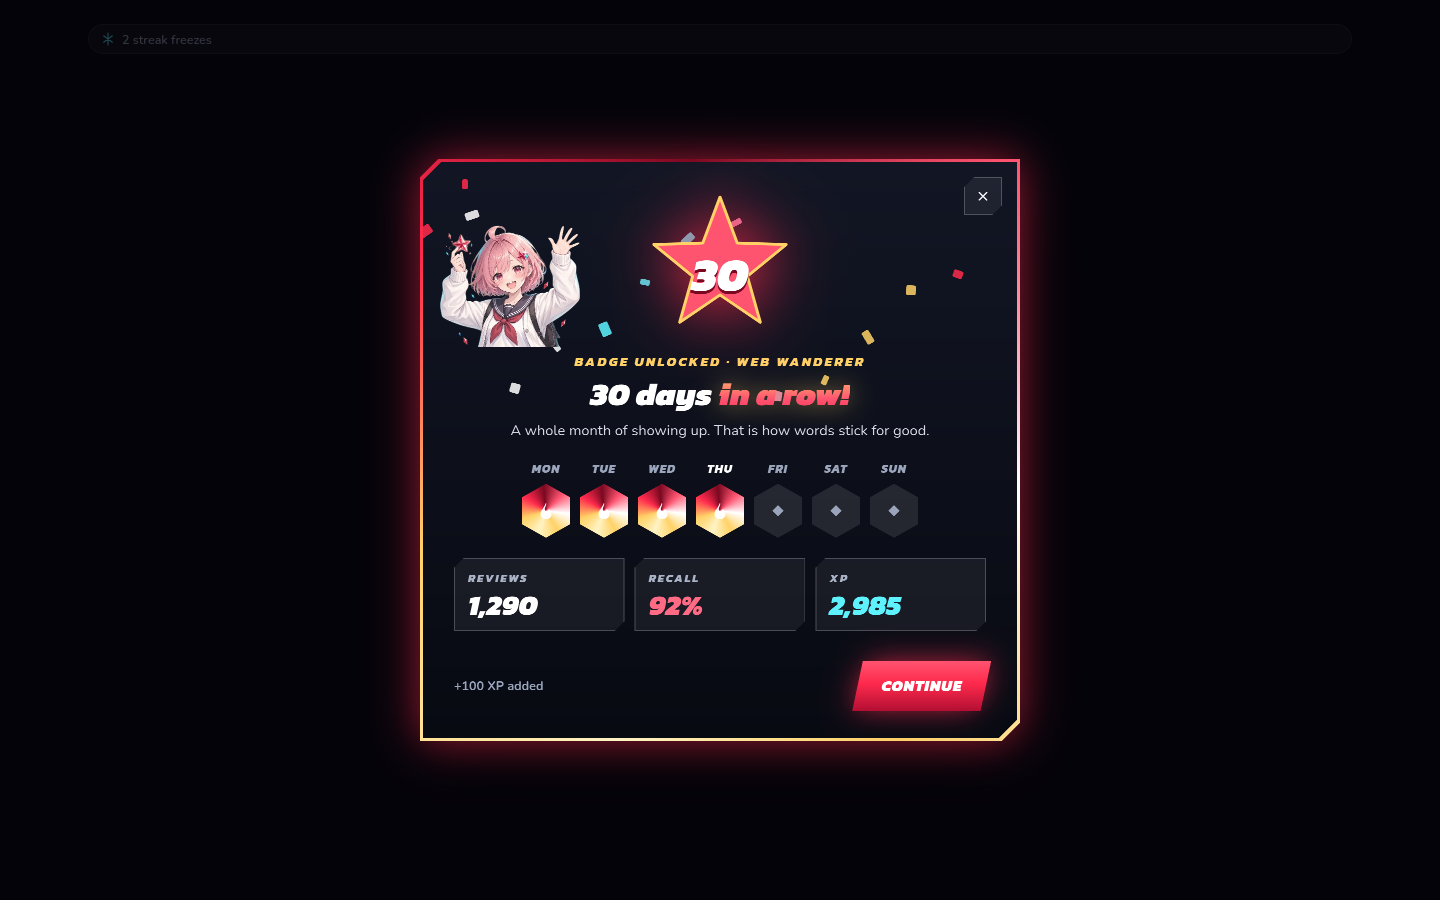 2 streak freezes
×
30
BADGE UNLOCKED · WEB WANDERER
30 days in a row!
A whole month of showing up. That is how words stick for good.
MON TUE WED THU FRI SAT SUN
REVIEWS RECALL XP
1,290 92% 2,985
+100 XP added
CONTINUE